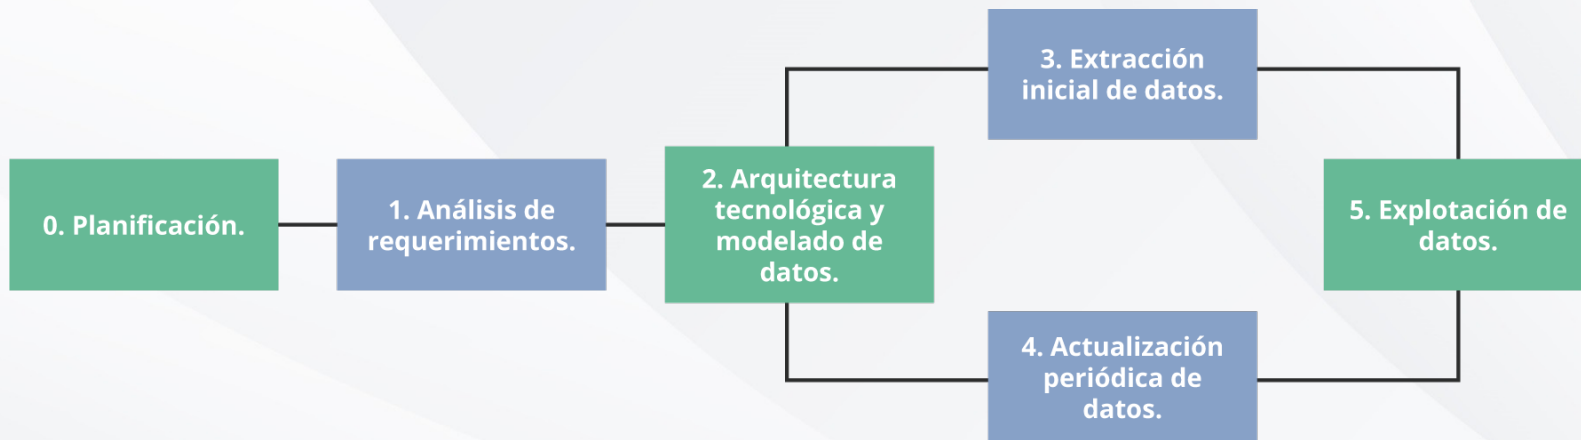 0. Planificación.
1. Análisis de
requerimientos.
2. Arquitectura
tecnológica y
modelado de
datos.
3. Extracción
inicial de datos.
4. Actualización
periódica de
datos.
5. Explotación de
datos.